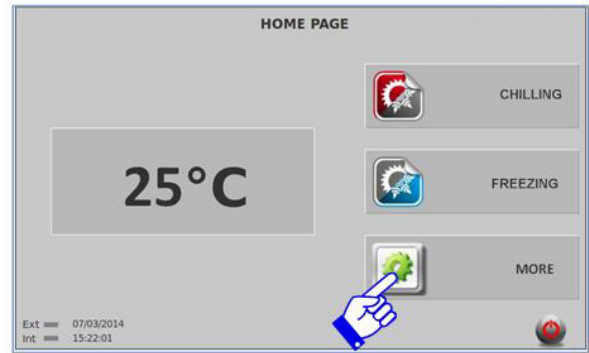 HOME PAGE
CHILLING
25°C
FREEZING
MORE
Ext 07/03/2014
Int 15:22:01